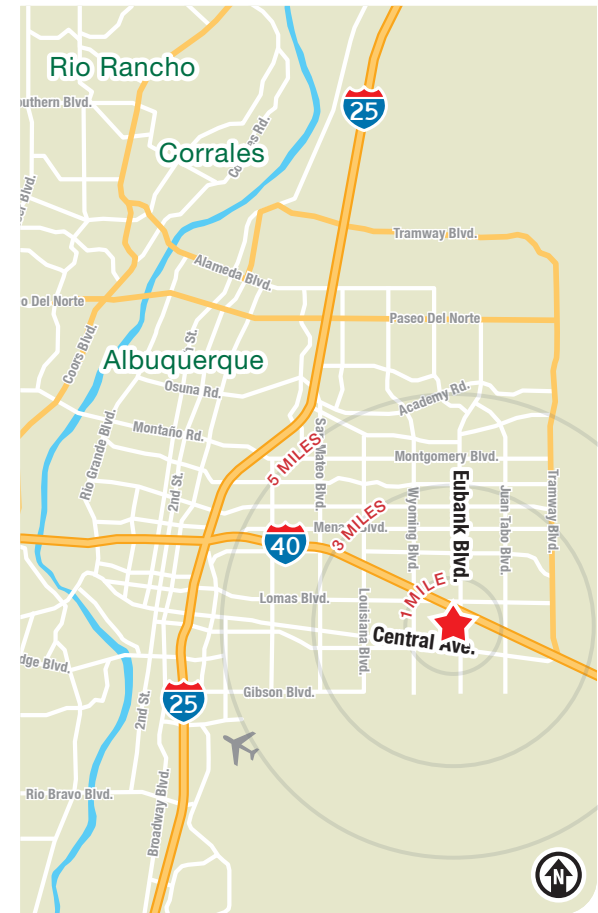 Rio Rancho
uthern Blvd.
25
Corrales
Tramway Blvd.
Alameda Blvd.
o Del Norte
Paseo Del Norte
Coors Blvd.
Albuquerque
Osuna Rd.
Academy Rd.
Montaño Rd.
Rio Grande Blvd.
2nd St.
5 MILES
San Mateo Blvd.
Montgomery Blvd.
Eubank Blvd.
Wyoming Blvd.
Juan Tabo Blvd.
Tramway Blvd.
3 MILES
40
Lomas Blvd.
1 MILE
Louisiana Blvd.
Central Ave.
dge Blvd.
Gibson Blvd.
25
2nd St.
Rio Bravo Blvd.
Broadway Blvd.
N